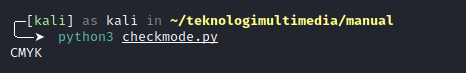 [kali] as kali in ~/teknologimultimedia/manual
python3 checkmode.py
CMYK